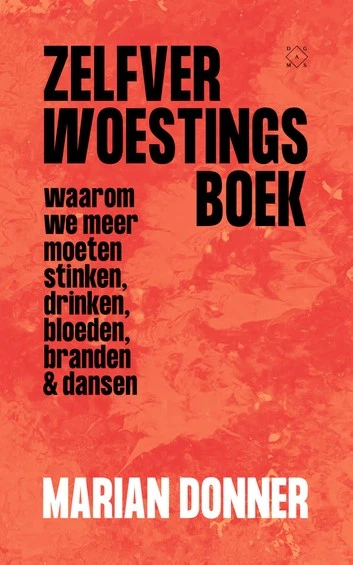 ZELFVER
WOESTINGS
BOEK
waarom
we meer
moeten
stinken,
drinken,
bloeden,
branden
& dansen
MARIAN DONNER